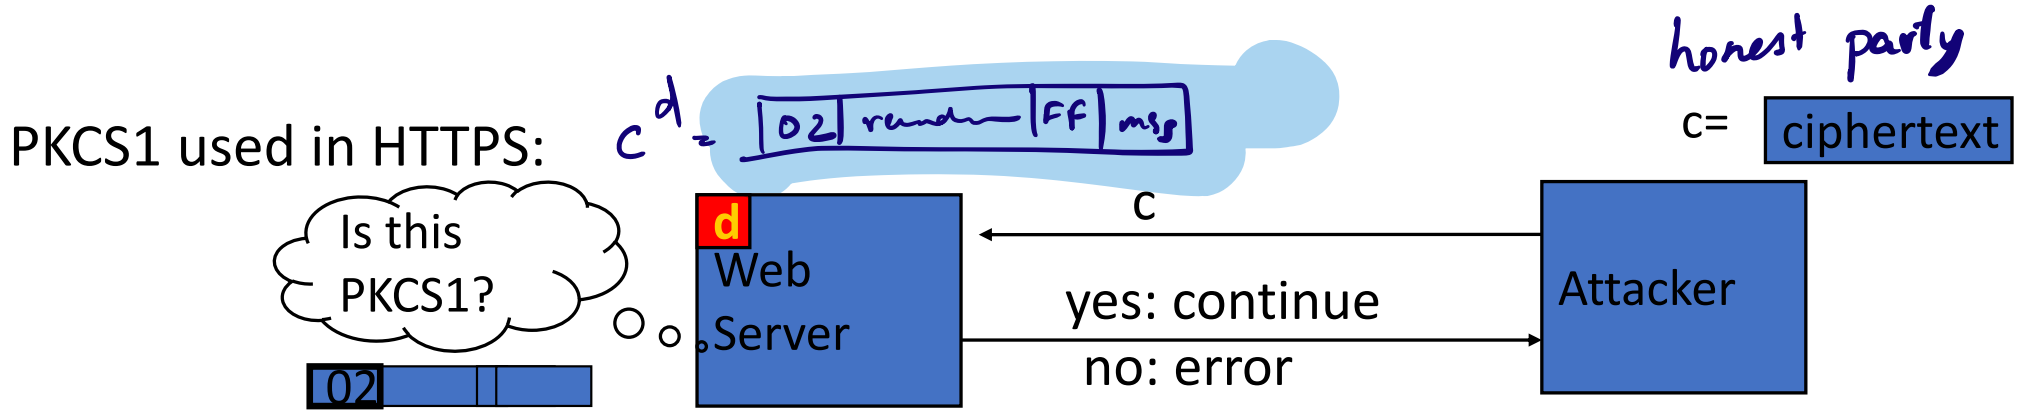 honest party
c= ciphertext
PKCS1 used in HTTPS: c^d = 02 rand FF msg
Is this
PKCS1?
02
d
Web
Server
c
yes: continue
no: error
Attacker